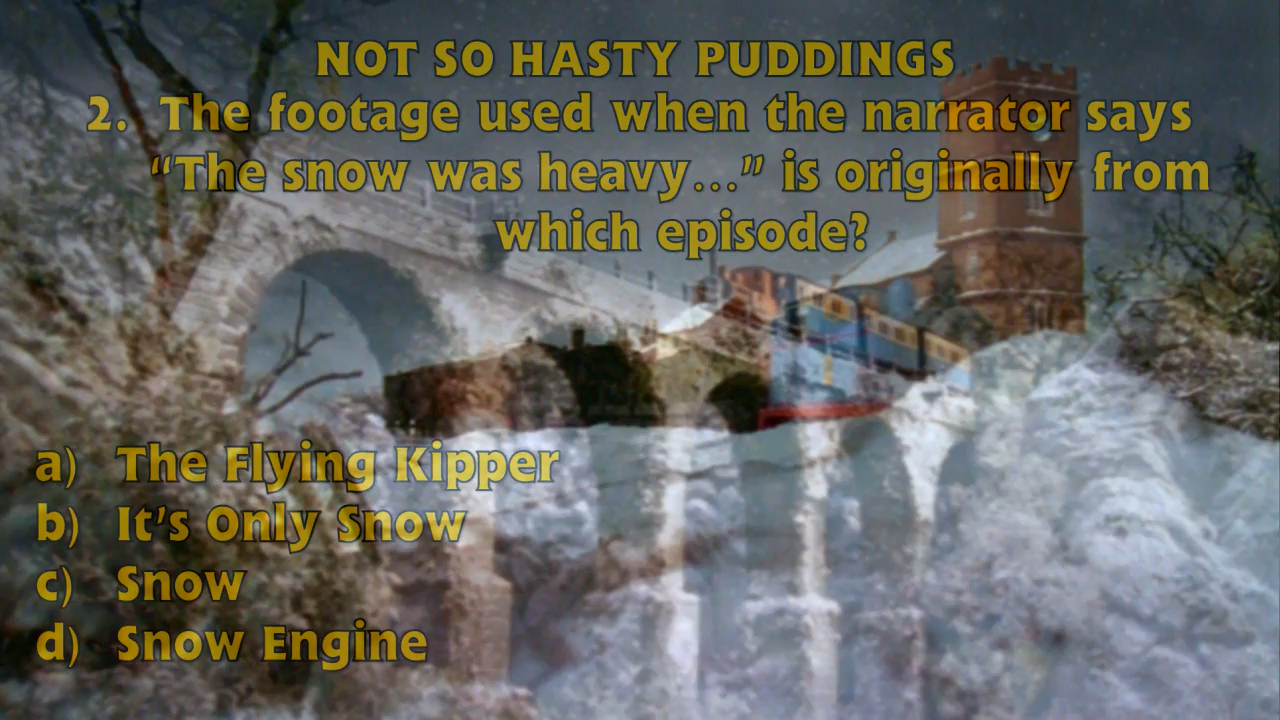 NOT SO HASTY PUDDINGS
2. The footage used when the narrator says
“The snow was heavy...” is originally from
which episode?
a) The Flying Kipper
b) It’s Only Snow
c) Snow
d) Snow Engine